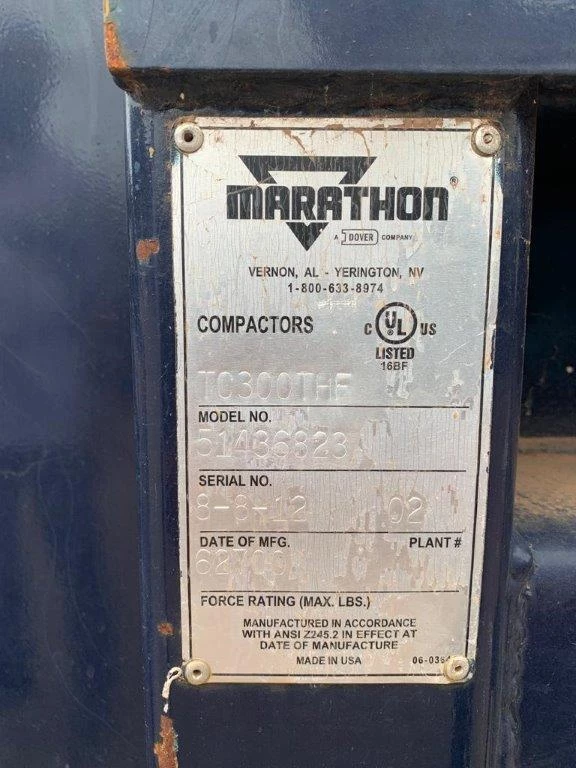 MARATHON®
A DOVER COMPANY
VERNON, AL - YERINGTON, NV
1-800-633-8974
COMPACTORS
C UL US
LISTED
16BF
TC300THF
MODEL NO.
51436823
SERIAL NO.
8-8-12 02
DATE OF MFG. PLANT #
FORCE RATING (MAX. LBS.)
MANUFACTURED IN ACCORDANCE
WITH ANSI Z245.2 IN EFFECT AT
DATE OF MANUFACTURE
MADE IN USA